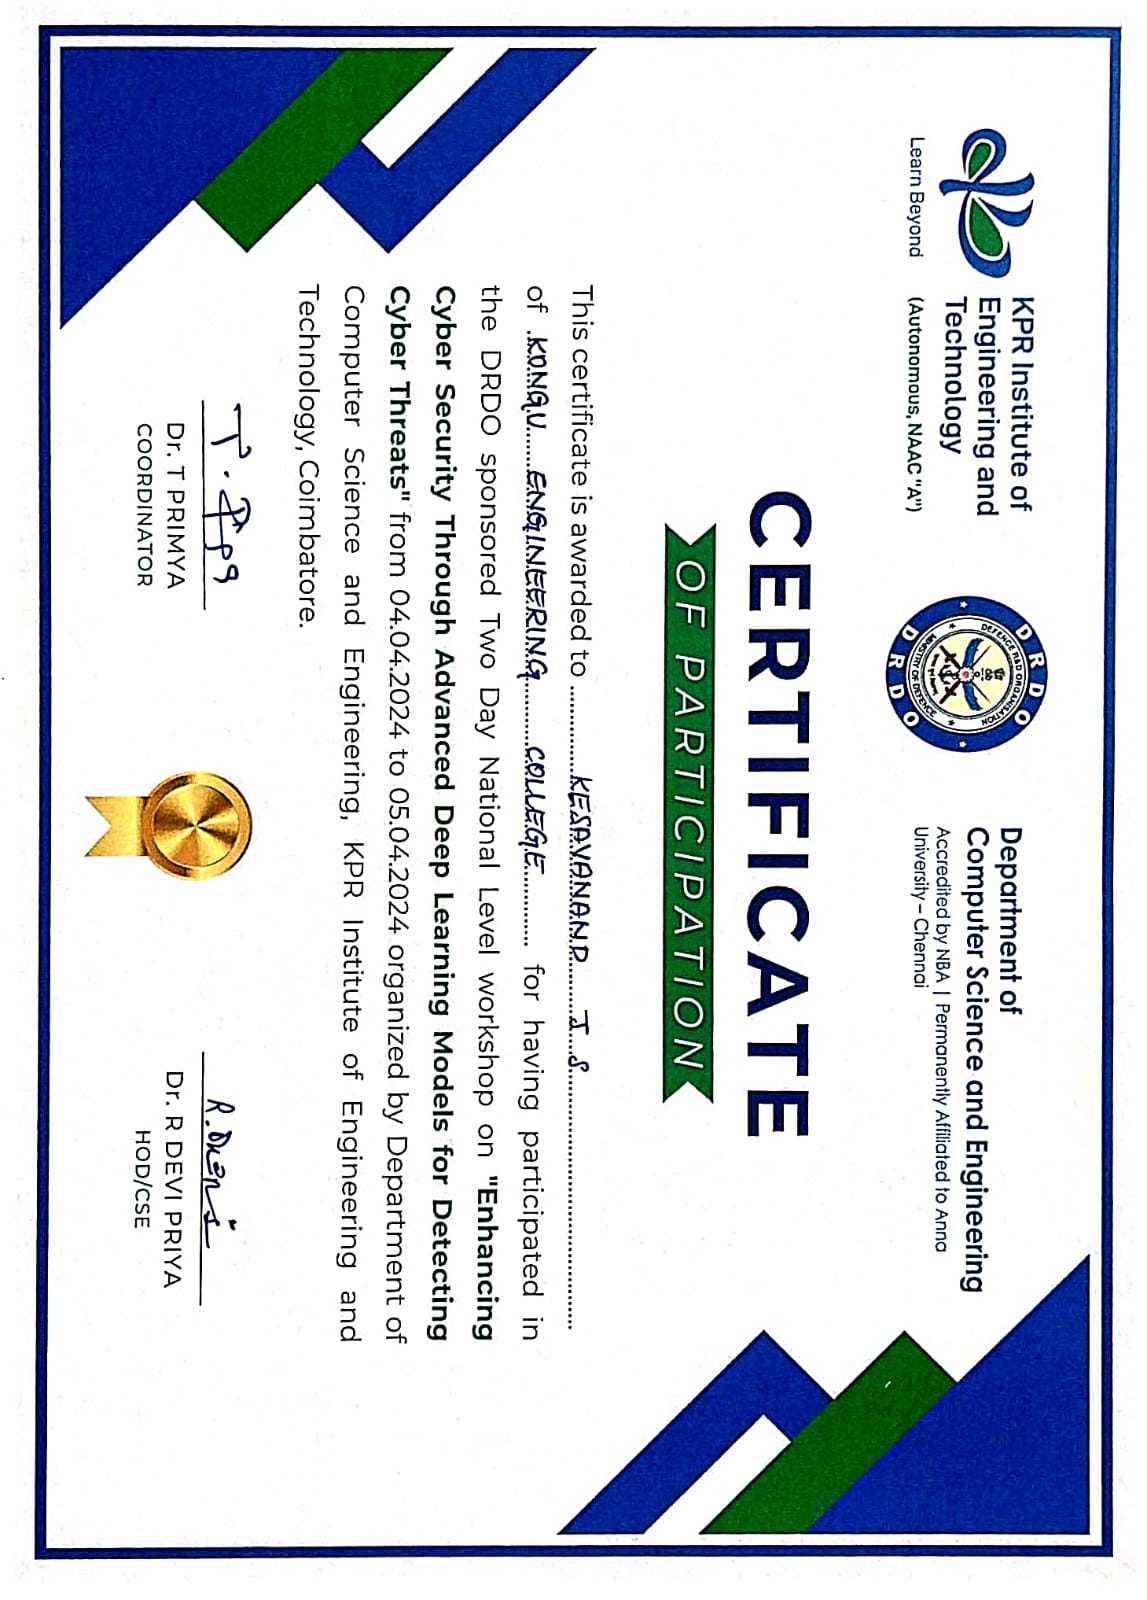 KPR Institute of
Engineering and
Technology
Learn Beyond
(Autonomous, NAAC "A")
DRDO
DEFENCE R&D ORGANISATION
MINISTRY OF DEFENCE
DRDO
Department of
Computer Science and Engineering
Accredited by NBA | Permanently Affiliated to Anna
University – Chennai
CERTIFICATE
OF PARTICIPATION
This certificate is awarded to KESAVANAND J S
of KONGU ENGINEERING COLLEGE for having participated in
the DRDO sponsored Two Day National Level workshop on "Enhancing
Cyber Security Through Advanced Deep Learning Models for Detecting
Cyber Threats" from 04.04.2024 to 05.04.2024 organized by Department of
Computer Science and Engineering, KPR Institute of Engineering and
Technology, Coimbatore.
Dr. T PRIMYA
COORDINATOR
Dr. R DEVI PRIYA
HOD/CSE